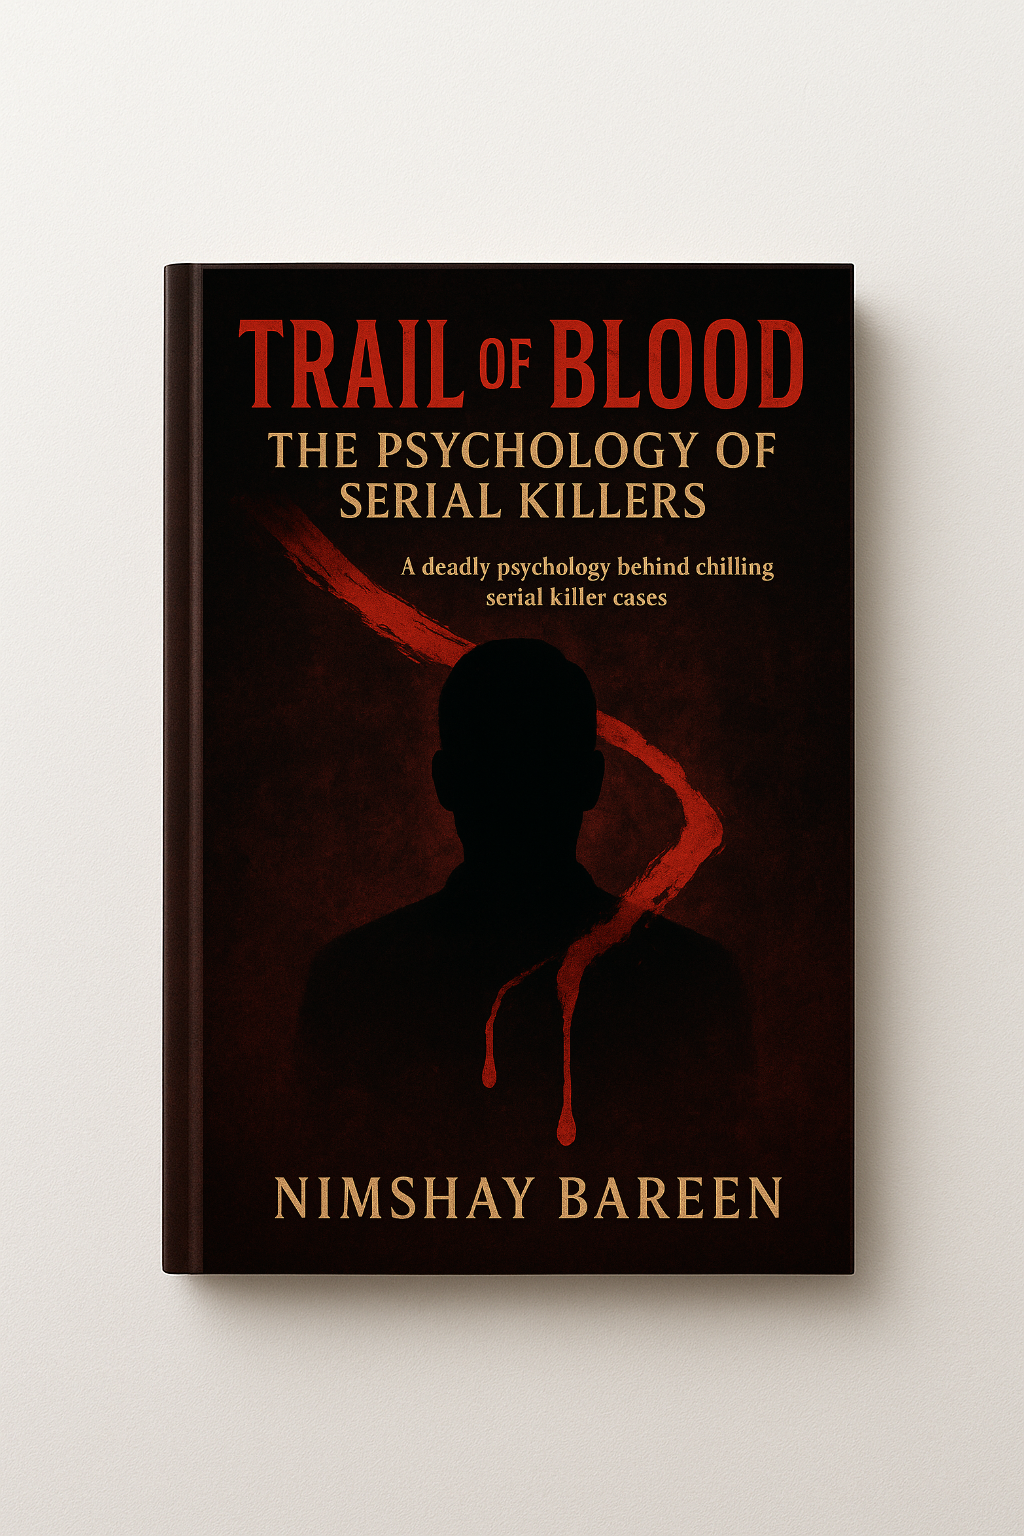 TRAIL OF BLOOD
THE PSYCHOLOGY OF
SERIAL KILLERS
A deadly psychology behind chilling
serial killer cases
NIMSHAY BAREEN